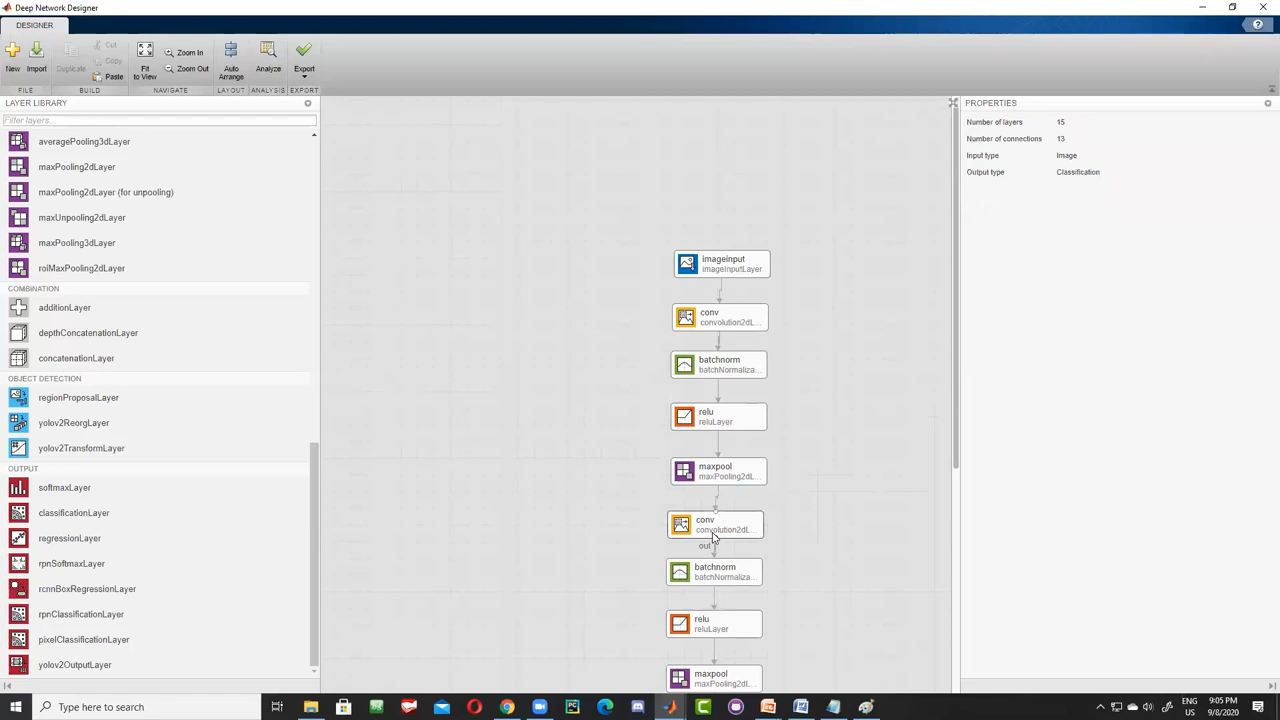 Deep Network Designer
DESIGNER
New
Import
Duplicate
Cut
Copy
Paste
Fit
to View
Zoom In
Zoom Out
Auto
Arrange
Analyze
Export
FILE
BUILD
NAVIGATE
LAYOUT
ANALYSIS
EXPORT
LAYER LIBRARY
Filter layers...
averagePooling3dLayer
maxPooling2dLayer
maxPooling2dLayer (for unpooling)
maxUnpooling2dLayer
maxPooling3dLayer
roiMaxPooling2dLayer
COMBINATION
additionLayer
depthConcatenationLayer
concatenationLayer
OBJECT DETECTION
regionProposalLayer
yolov2ReorgLayer
yolov2TransformLayer
OUTPUT
softmaxLayer
classificationLayer
regressionLayer
rpnSoftmaxLayer
rcnnBoxRegressionLayer
rpnClassificationLayer
pixelClassificationLayer
yolov2OutputLayer
imageinput
imageInputLayer
conv
convolution2dL...
batchnorm
batchNormaliza...
relu
reluLayer
maxpool
maxPooling2dL...
conv
convolution2dL...
out
batchnorm
batchNormaliza...
relu
reluLayer
maxpool
maxPooling2dL...
PROPERTIES
Number of layers 15
Number of connections 13
Input type Image
Output type Classification
Type here to search
ENG
US
9:05 PM
9/8/2020